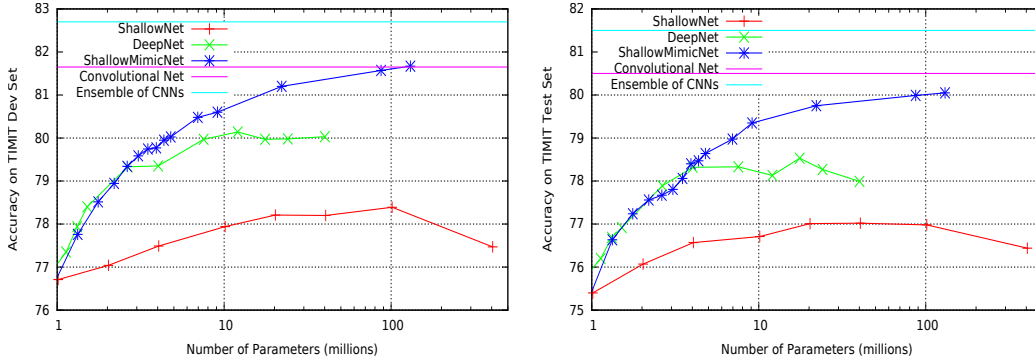 83
82
81
80
79
78
77
76
1
10
100
Accuracy on TIMIT Dev Set
Number of Parameters (millions)
ShallowNet
DeepNet
ShallowMimicNet
Convolutional Net
Ensemble of CNNs
82
81
80
79
78
77
76
75
1
10
100
Accuracy on TIMIT Test Set
Number of Parameters (millions)
ShallowNet
DeepNet
ShallowMimicNet
Convolutional Net
Ensemble of CNNs